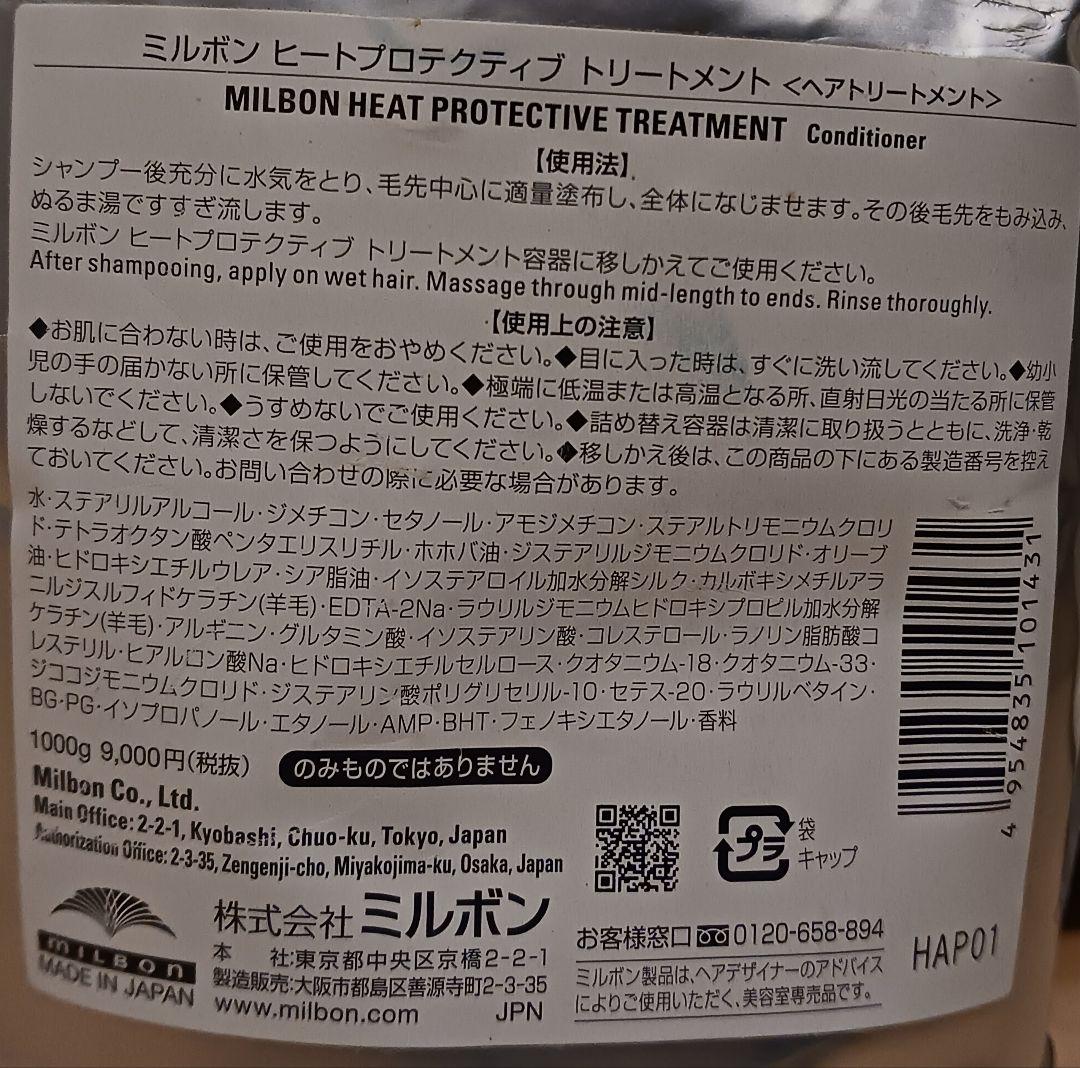 ミルボン ヒートプロテクティブ トリートメント <ヘアトリートメント>
MILBON HEAT PROTECTIVE TREATMENT Conditioner
【使用法】
シャンプー後充分に水気をとり、毛先中心に適量塗布し、全体になじませます。その後毛先をもみ込み、
ぬるま湯ですすぎ流します。
ミルボン ヒートプロテクティブ トリートメント容器に移しかえてご使用ください。
After shampooing, apply on wet hair. Massage through mid-length to ends. Rinse thoroughly.
【使用上の注意】
◆お肌に合わない時は、ご使用をおやめください。◆目に入った時は、すぐに洗い流してください。◆幼小
児の手の届かない所に保管してください。◆極端に低温または高温となる所、直射日光の当たる所に保管
しないでください。◆うすめないでご使用ください。◆詰め替え容器は清潔に取り扱うとともに、洗浄・乾
燥するなどして、清潔さを保つようにしてください。◆移しかえ後は、この商品の下にある製造番号を控え
ておいてください。お問い合わせの際に必要な場合があります。
水・ステアリルアルコール・ジメチコン・セタノール・アモジメチコン・ステアルトリモニウムクロリ
ド・テトラオクタン酸ペンタエリスリチル・ホホバ油・ジステアリルジモニウムクロリド・オリーブ
油・ヒドロキシエチルウレア・シア脂油・イソステアロイル加水分解シルク・カルボキシメチルアラ
ニルジスルフィドケラチン(羊毛)・EDTA-2Na・ラウリルジモニウムヒドロキシプロピル加水分解
ケラチン(羊毛)・アルギニン・グルタミン酸・イソステアリン酸・コレステロール・ラノリン脂肪酸コ
レステリル・ヒアルロン酸Na・ヒドロキシエチルセルロース・クオタニウム-18・クオタニウム-33・
ジココジモニウムクロリド・ジステアリン酸ポリグリセリル-10・セテス-20・ラウリルベタイン・
BG・PG・イソプロパノール・エタノール・AMP・BHT・フェノキシエタノール・香料
4954835101431
1000g 9,000円(税抜) のみものではありません
Milbon Co., Ltd.
Main Office: 2-2-1, Kyobashi, Chuo-ku, Tokyo, Japan
Authorization Office: 2-3-35, Zengenji-cho, Miyakojima-ku, Osaka, Japan
プラ
袋
キャップ
MILBON
MADE IN JAPAN
株式会社 ミルボン
本 社:東京都中央区京橋2-2-1
製造販売:大阪市都島区善源寺町2-3-35
www.milbon.com JPN
お客様窓口 0120-658-894
ミルボン製品は、ヘアデザイナーのアドバイス
によりご使用いただく、美容室専売品です。
HAP01